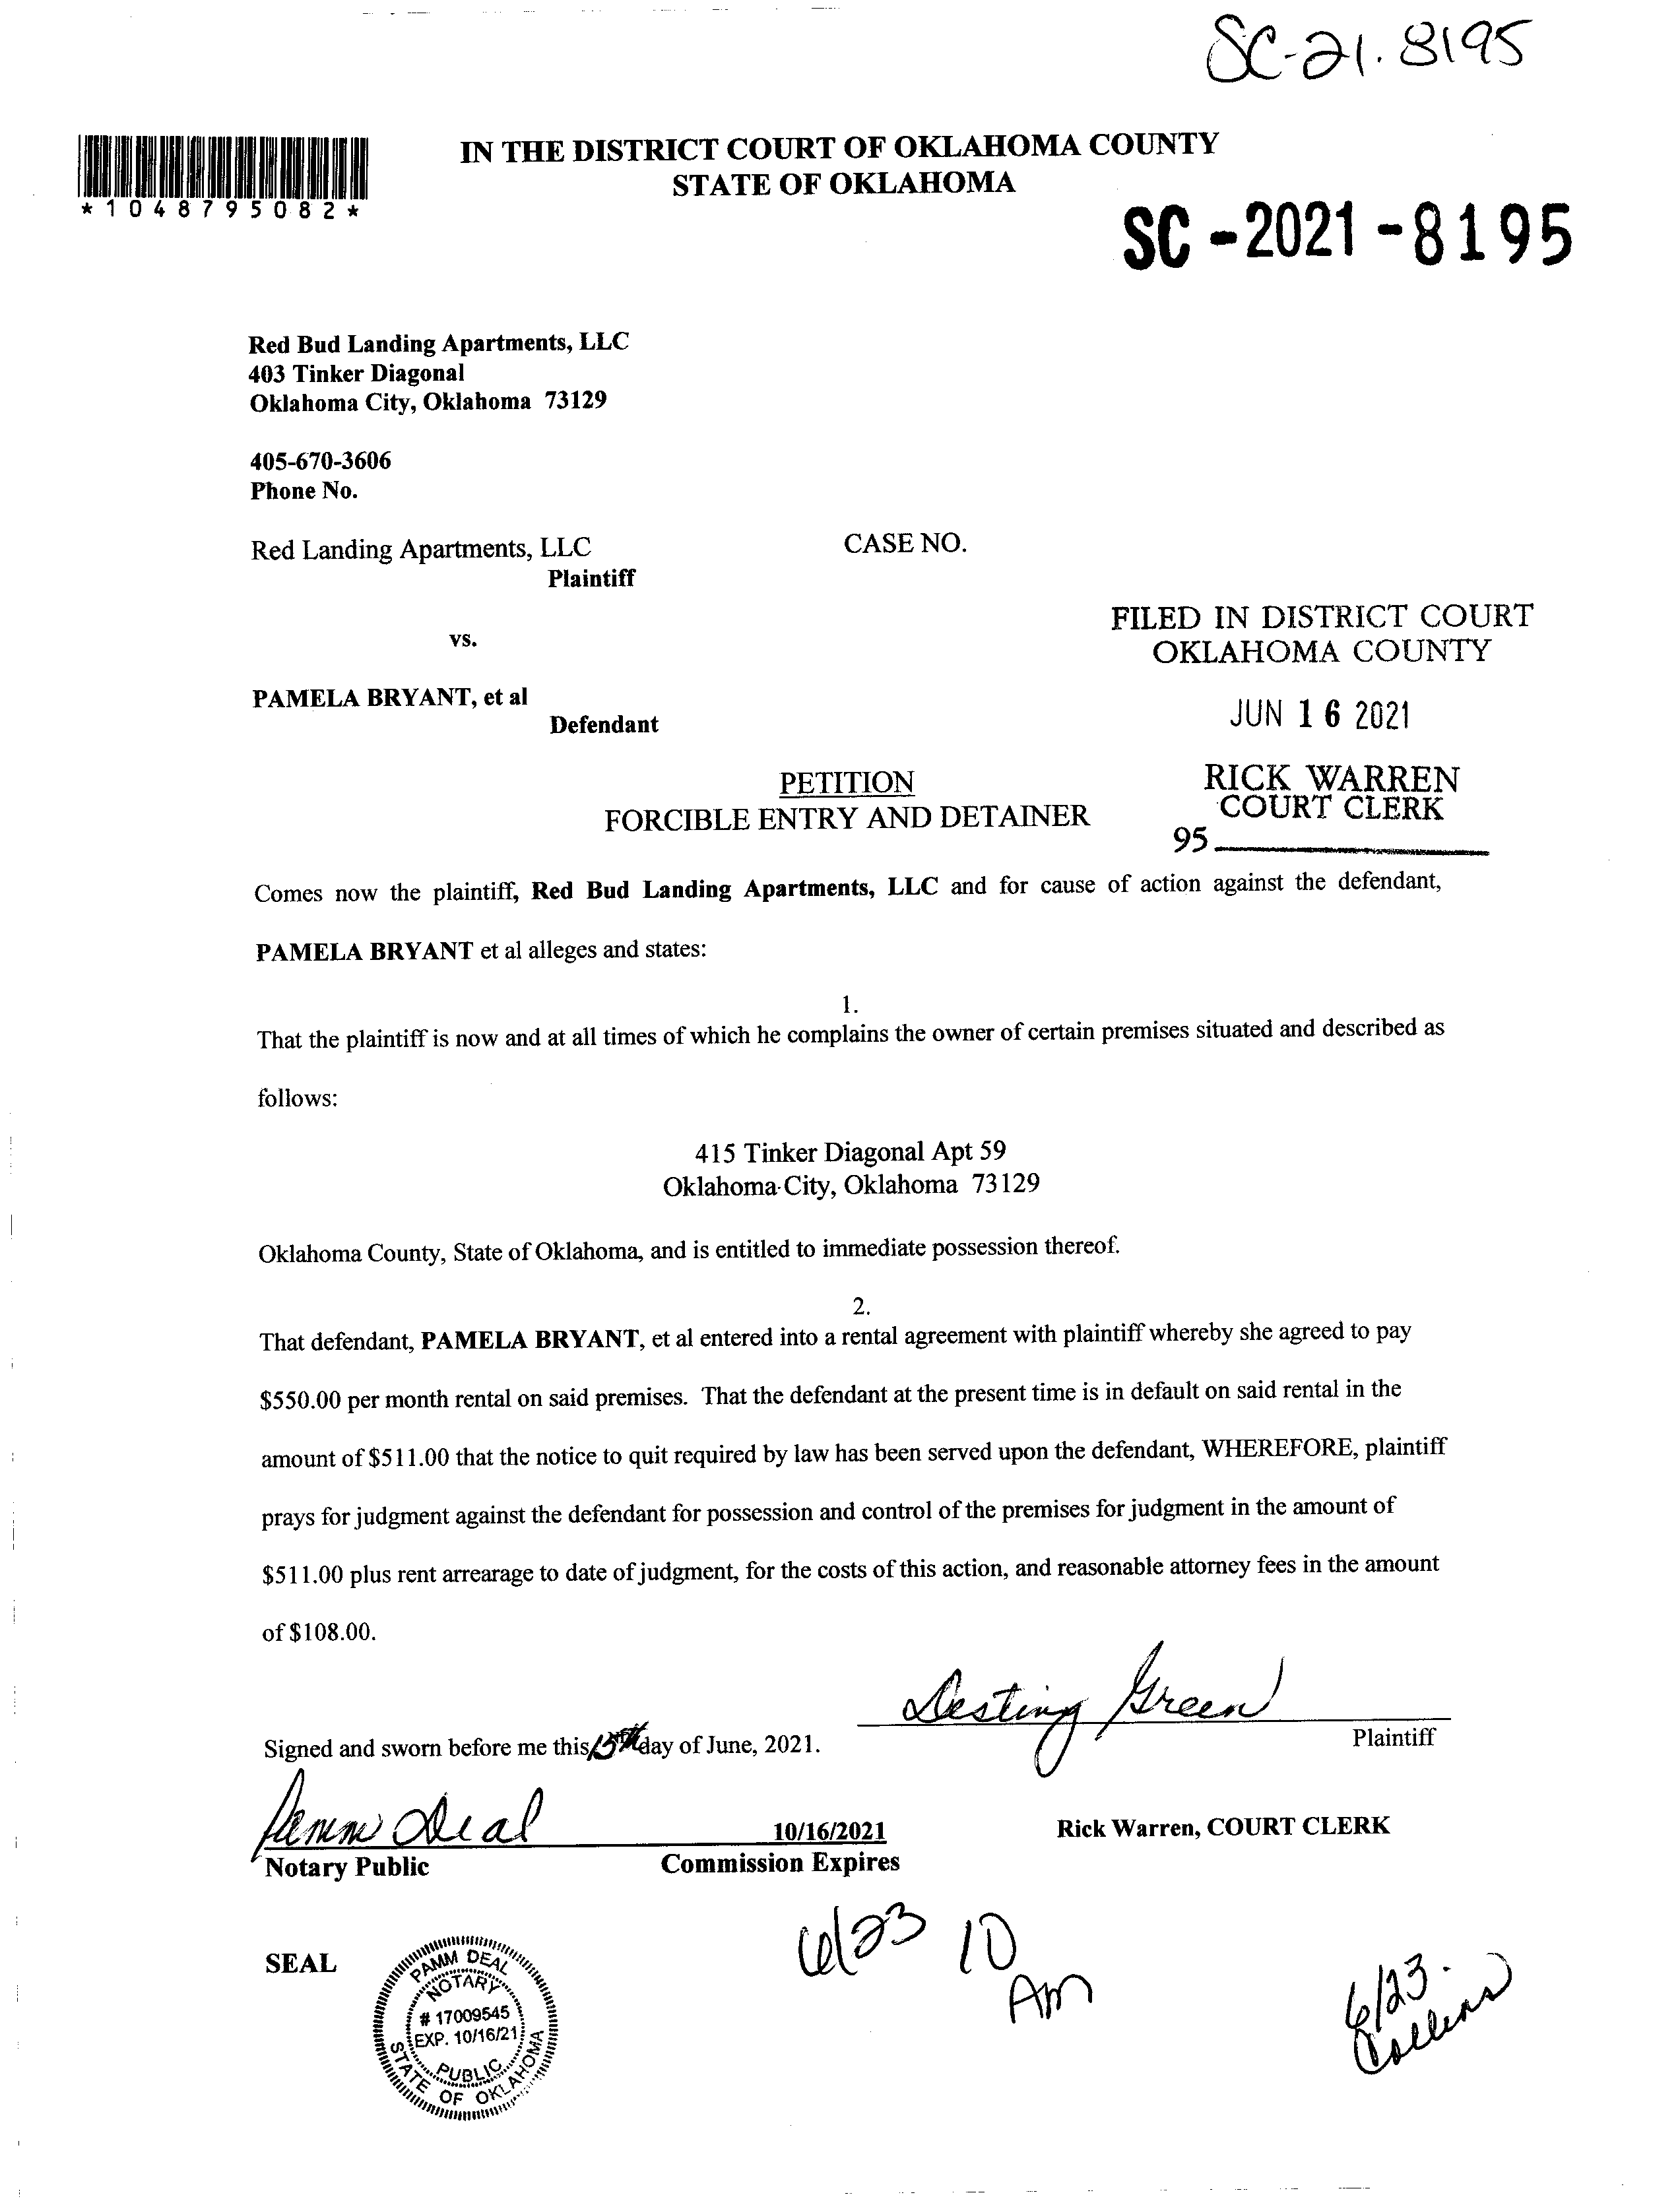 SC-21.8195
*1048795082*
IN THE DISTRICT COURT OF OKLAHOMA COUNTY
STATE OF OKLAHOMA
SC-2021-8195
Red Bud Landing Apartments, LLC
403 Tinker Diagonal
Oklahoma City, Oklahoma 73129
405-670-3606
Phone No.
Red Landing Apartments, LLC
CASE NO.
Plaintiff
vs.
FILED IN DISTRICT COURT
OKLAHOMA COUNTY
PAMELA BRYANT, et al
Defendant
JUN 16 2021
PETITION
FORCIBLE ENTRY AND DETAINER
RICK WARREN
COURT CLERK
95
Comes now the plaintiff, Red Bud Landing Apartments, LLC and for cause of action against the defendant,
PAMELA BRYANT et al alleges and states:
1.
That the plaintiff is now and at all times of which he complains the owner of certain premises situated and described as
follows:
415 Tinker Diagonal Apt 59
Oklahoma City, Oklahoma 73129
Oklahoma County, State of Oklahoma, and is entitled to immediate possession thereof.
2.
That defendant, PAMELA BRYANT, et al entered into a rental agreement with plaintiff whereby she agreed to pay
$550.00 per month rental on said premises. That the defendant at the present time is in default on said rental in the
amount of $511.00 that the notice to quit required by law has been served upon the defendant, WHEREFORE, plaintiff
prays for judgment against the defendant for possession and control of the premises for judgment in the amount of
$511.00 plus rent arrearage to date of judgment, for the costs of this action, and reasonable attorney fees in the amount
of $108.00.
Destiny Green
Plaintiff
Signed and sworn before me this 15th day of June, 2021.
Pamm Deal
Notary Public
10/16/2021
Commission Expires
Rick Warren, COURT CLERK
SEAL
PAMM DEAL
NOTARY
# 17009545
EXP. 10/16/21
PUBLIC
STATE OF OKLAHOMA
6/23 10
Am
6/23.
Collins